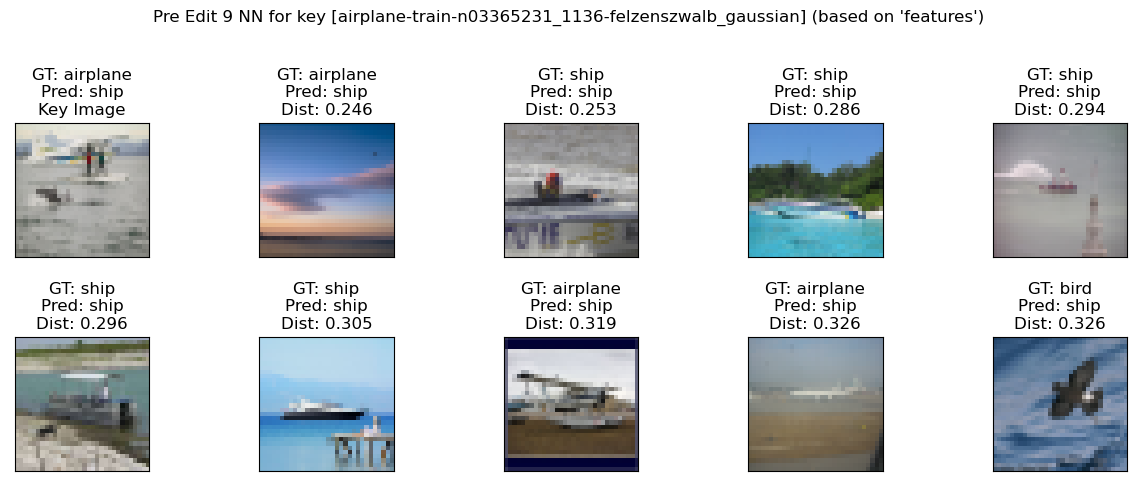 Pre Edit 9 NN for key [airplane-train-n03365231_1136-felzenszwalb_gaussian] (based on 'features')
GT: airplane
Pred: ship
Key Image
GT: airplane
Pred: ship
Dist: 0.246
GT: ship
Pred: ship
Dist: 0.253
GT: ship
Pred: ship
Dist: 0.286
GT: ship
Pred: ship
Dist: 0.294
GT: ship
Pred: ship
Dist: 0.296
GT: ship
Pred: ship
Dist: 0.305
GT: airplane
Pred: ship
Dist: 0.319
GT: airplane
Pred: ship
Dist: 0.326
GT: bird
Pred: ship
Dist: 0.326